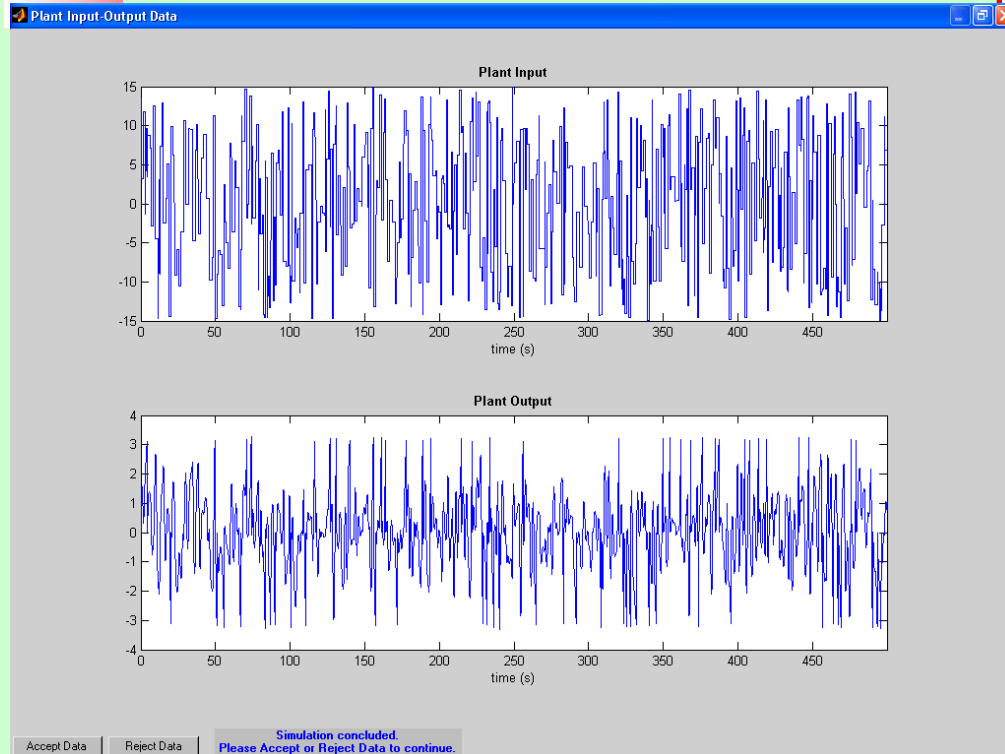 Plant Input-Output Data
Plant Input
15
10
5
0
-5
-10
-15
0 50 100 150 200 250 300 350 400 450
time (s)
Plant Output
4
3
2
1
0
-1
-2
-3
-4
0 50 100 150 200 250 300 350 400 450
time (s)
Accept Data Reject Data
Simulation concluded.
Please Accept or Reject Data to continue.